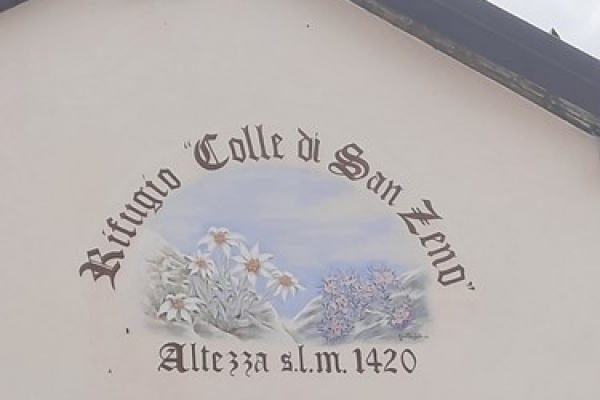 Rifugio "Colle di San Zeno"
Altezza s.l.m. 1420